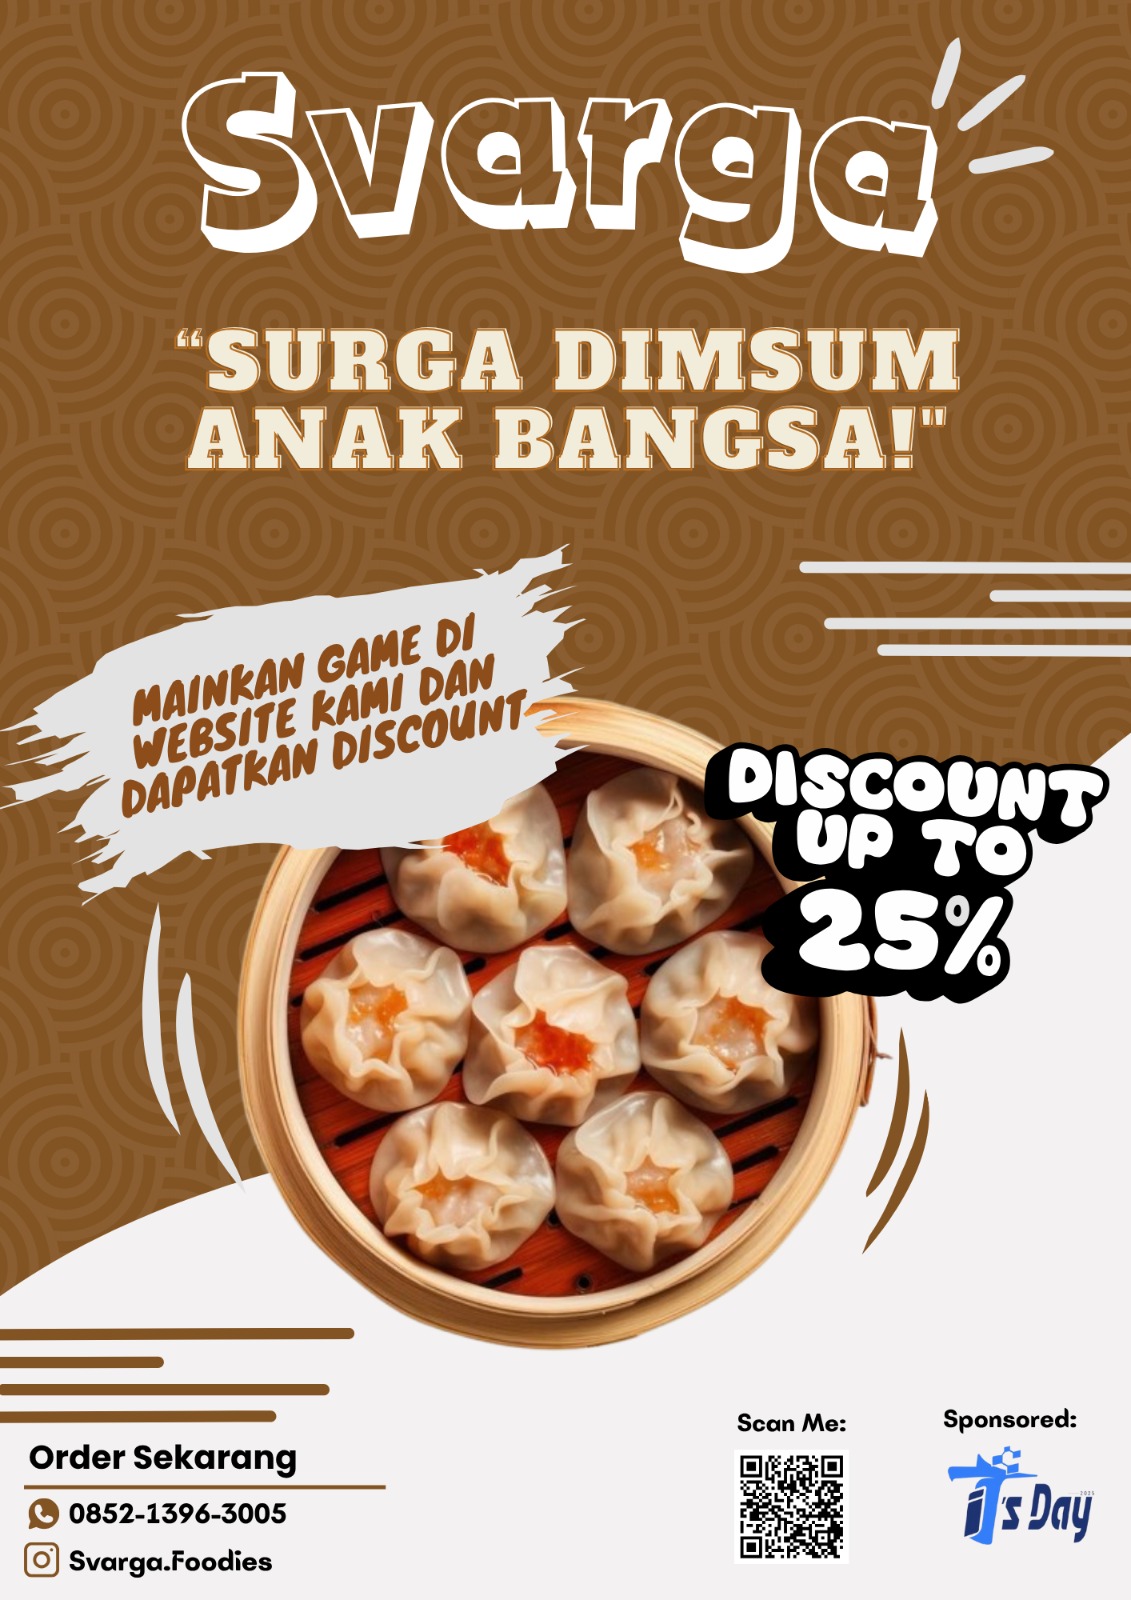 Svarga
“SURGA DIMSUM
ANAK BANGSA!"
MAINKAN GAME DI
WEBSITE KAMI DAN
DAPATKAN DISCOUNT
DISCOUNT
UP TO
25%
Order Sekarang
0852-1396-3005
Svarga.Foodies
Scan Me:
Sponsored:
2025
iT's Day